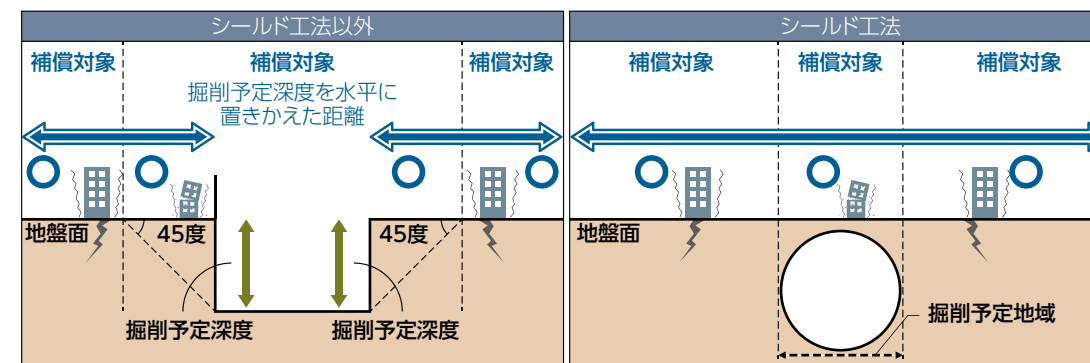 シールド工法以外
補償対象
補償対象
補償対象
掘削予定深度を水平に
置きかえた距離
地盤面
45度
45度
掘削予定深度
掘削予定深度
シールド工法
補償対象
補償対象
補償対象
地盤面
掘削予定地域